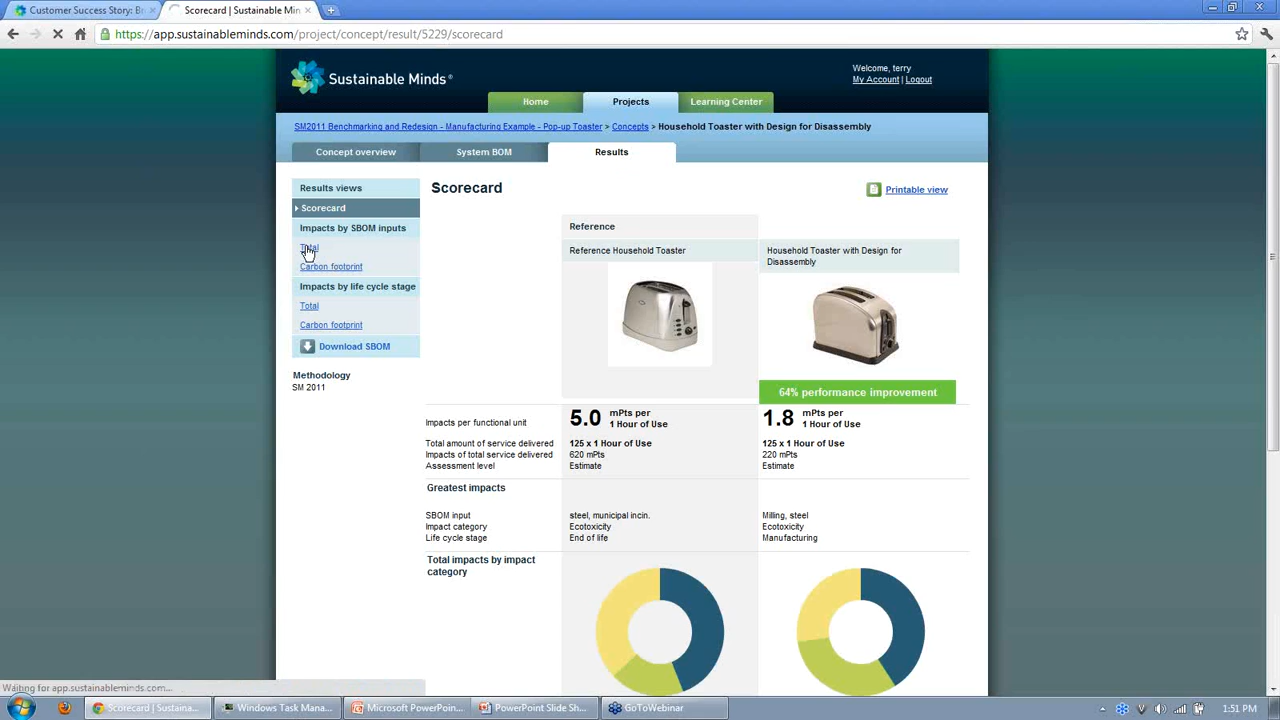 Customer Success Story: B
Scorecard | Sustainable Min
https://app.sustainableminds.com/project/concept/result/5229/scorecard
Sustainable Minds®
Welcome, terry
My Account | Logout
Home
Projects
Learning Center
SM2011 Benchmarking and Redesign - Manufacturing Example - Pop-up Toaster > Concepts > Household Toaster with Design for Disassembly
Concept overview
System BOM
Results
Results views
Scorecard
Impacts by SBOM inputs
Total
Carbon footprint
Impacts by life cycle stage
Total
Carbon footprint
Download SBOM
Methodology
SM 2011
Scorecard
Printable view
Reference
Reference Household Toaster
Household Toaster with Design for
Disassembly
64% performance improvement
Impacts per functional unit
5.0 mPts per
1 Hour of Use
1.8 mPts per
1 Hour of Use
Total amount of service delivered
125 x 1 Hour of Use
125 x 1 Hour of Use
Impacts of total service delivered
620 mPts
220 mPts
Assessment level
Estimate
Estimate
Greatest impacts
SBOM input
steel, municipal incin.
Milling, steel
Impact category
Ecotoxicity
Ecotoxicity
Life cycle stage
End of life
Manufacturing
Total impacts by impact
category
Waiting for app.sustainableminds.com...
Scorecard | Sustaina...
Windows Task Mana...
Microsoft PowerPoin...
PowerPoint Slide Sh...
GoToWebinar
1:51 PM